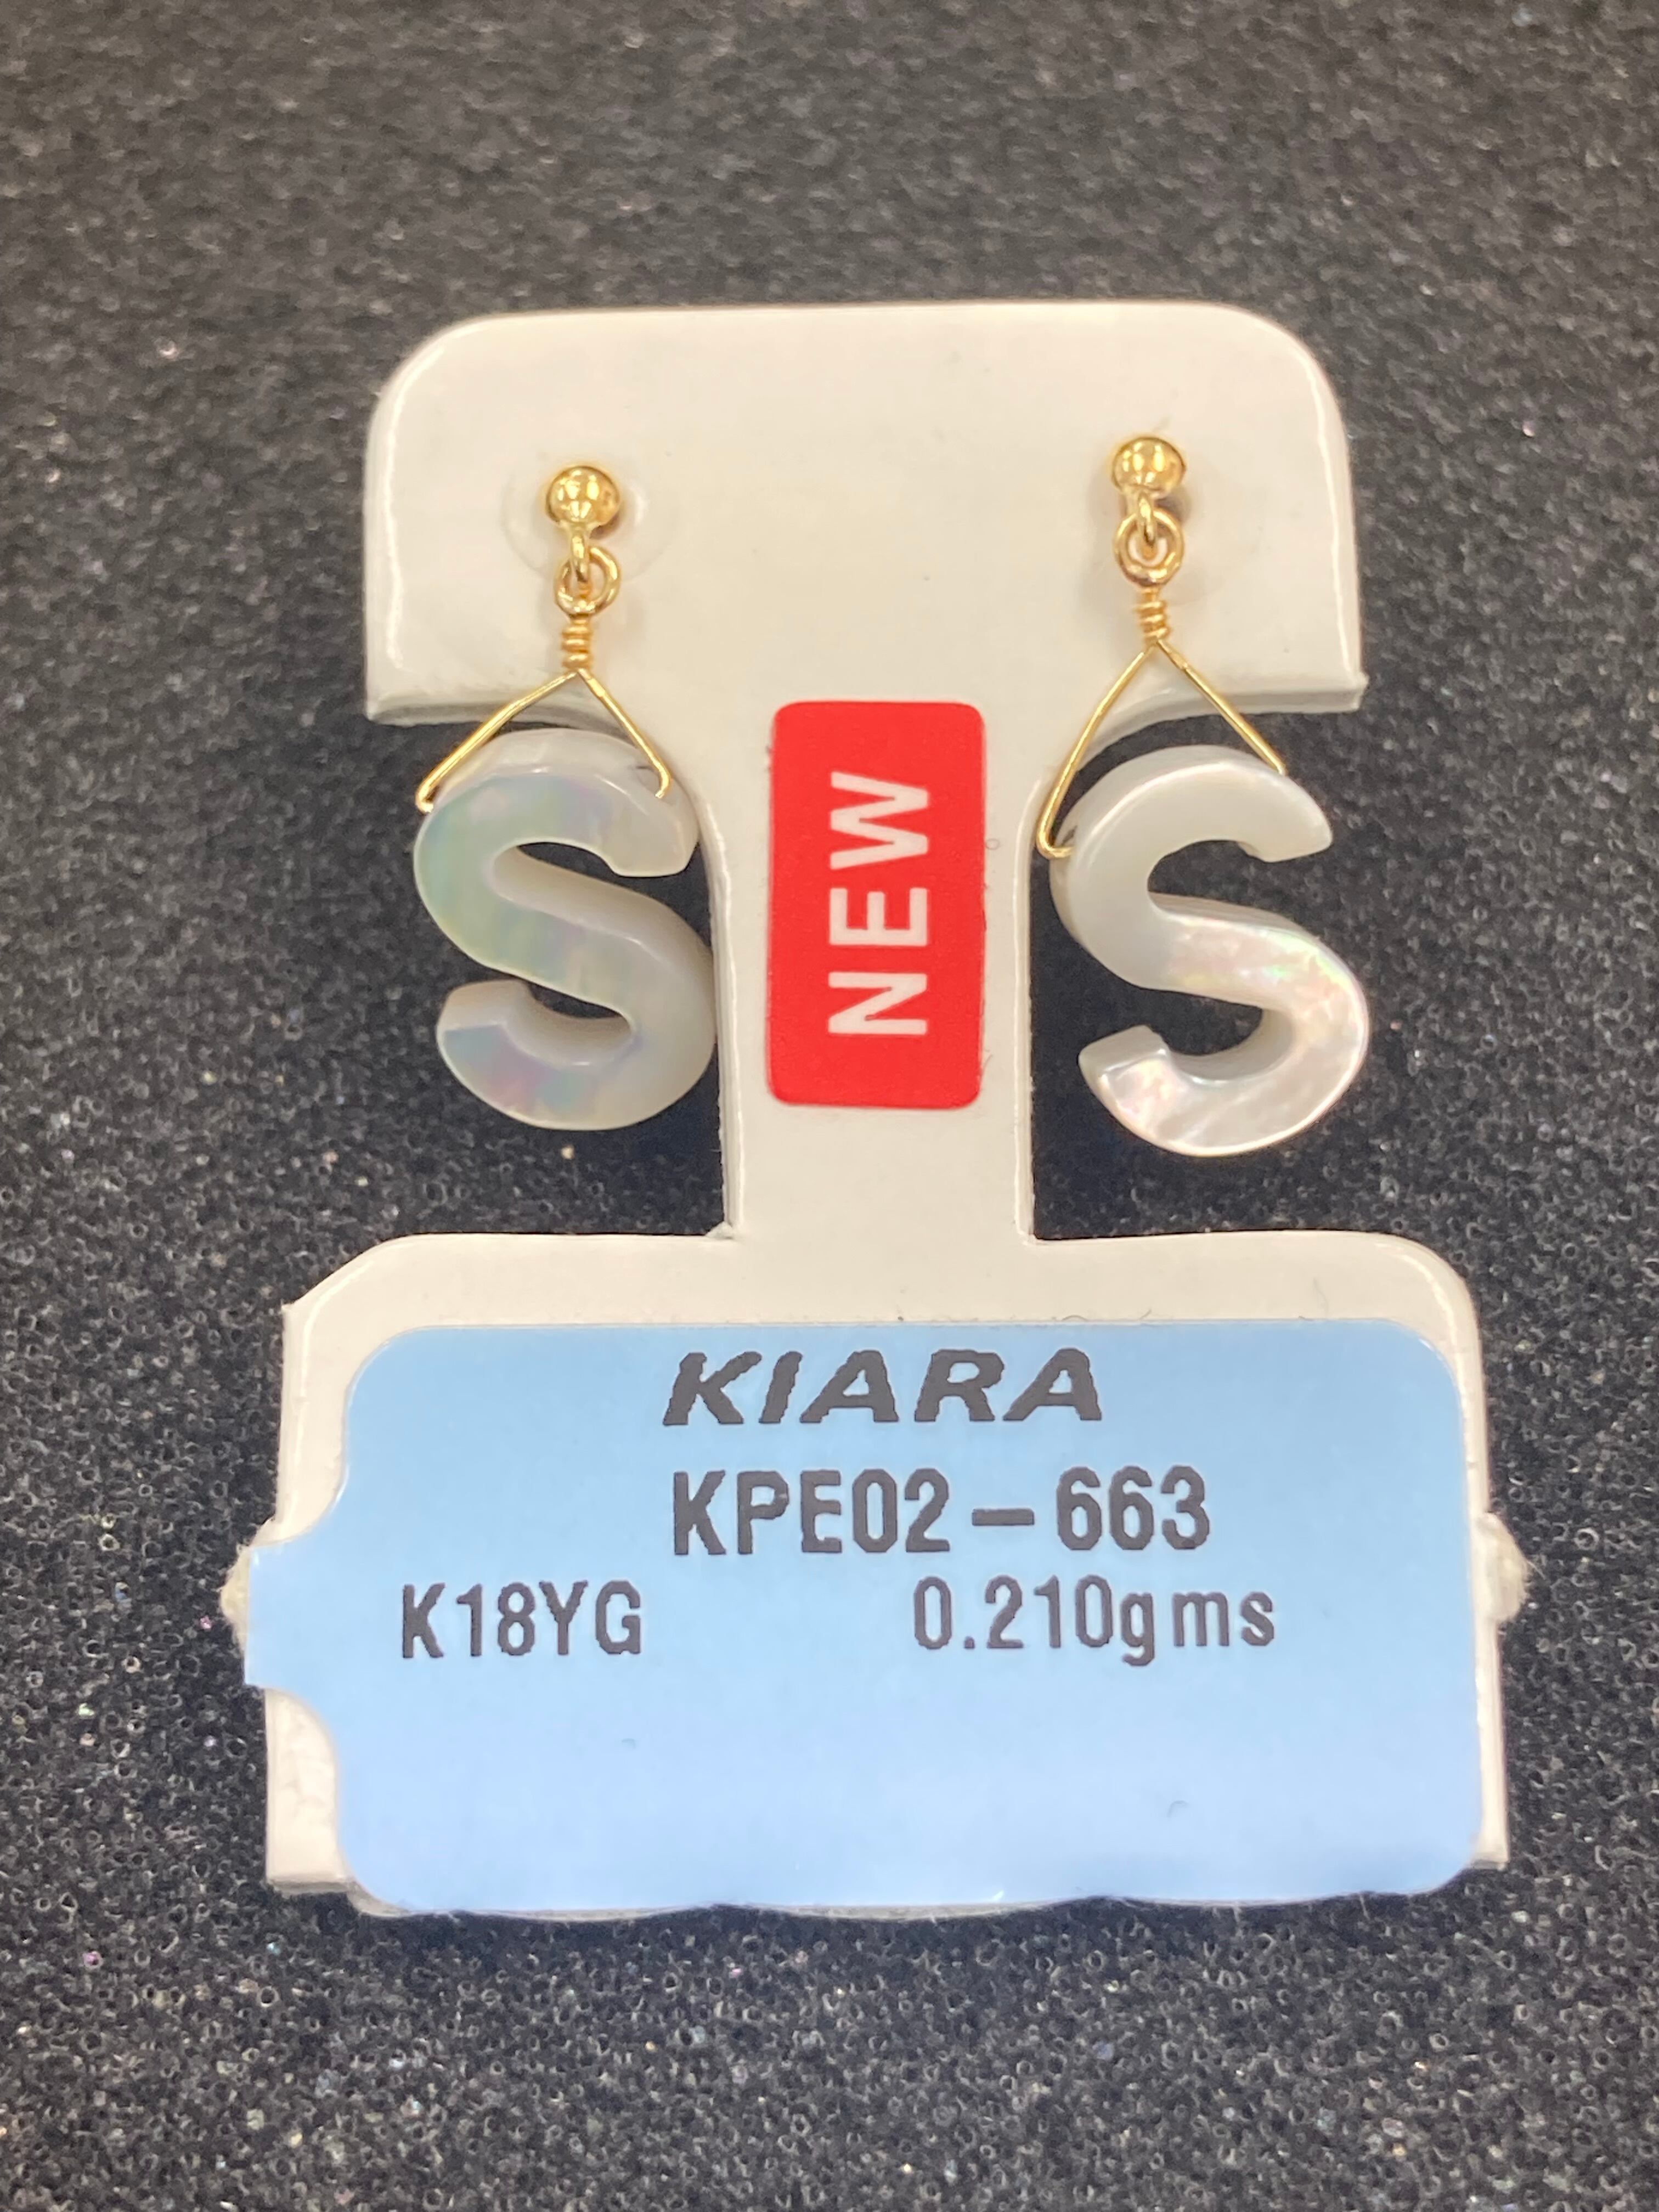 S
S
NEW
KIARA
KPE02-663
K18YG 0.210gms